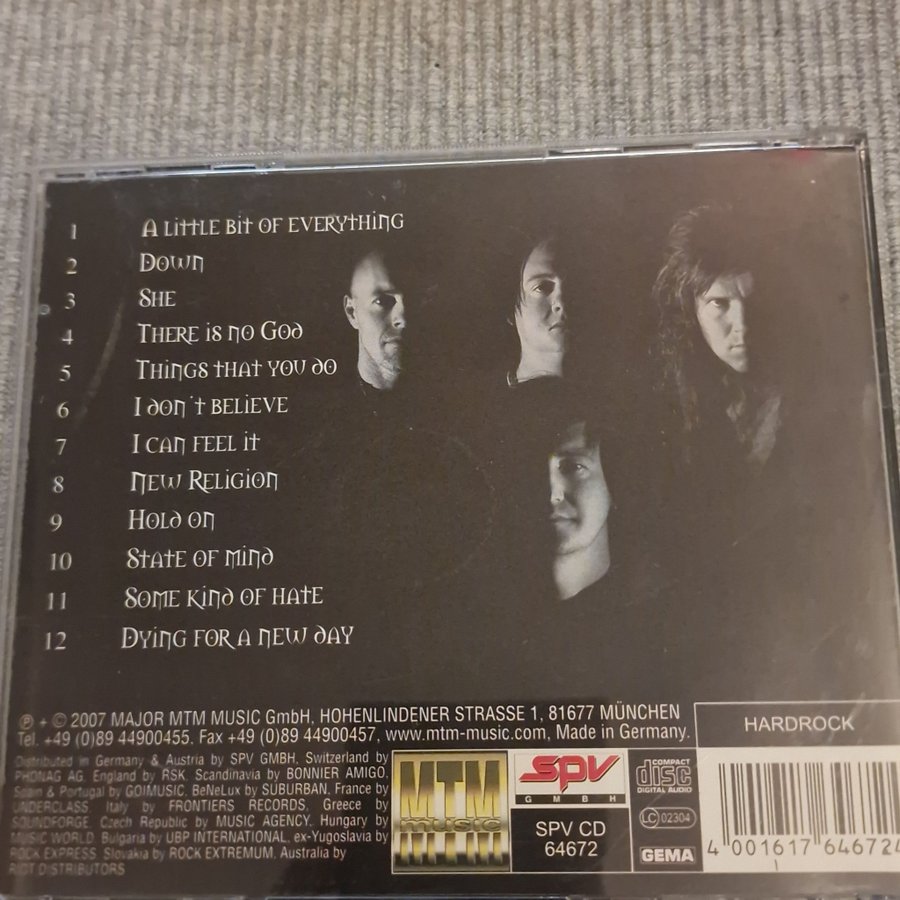 1 A LITTLE BIT OF EVERYTHING
2 DOWN
3 SHE
4 THERE IS NO GOD
5 THINGS THAT YOU DO
6 I DON'T BELIEVE
7 I CAN FEEL IT
8 NEW RELIGION
9 HOLD ON
10 STATE OF MIND
11 SOME KIND OF HATE
12 DYING FOR A NEW DAY
℗ + © 2007 MAJOR MTM MUSIC GmbH, HOHENLINDENER STRASSE 1, 81677 MÜNCHEN
Tel. +49 (0)89 44900455. Fax +49 (0)89 44900457, www.mtm-music.com, Made in Germany.
HARDROCK
Distributed in Germany & Austria by SPV GMBH, Switzerland by
PHONAG AG, England by RSK, Scandinavia by BONNIER AMIGO,
Spain & Portugal by GOIMUSIC, BeNeLux by SUBURBAN, France by
UNDERCLASS, Italy by FRONTIERS RECORDS, Greece by
SOUNDFORGE, Czech Republic by MUSIC AGENCY, Hungary by
MUSIC WORLD, Bulgaria by UBP INTERNATIONAL, ex-Yugoslavia by
ROCK EXPRESS, Slovakia by ROCK EXTREMUM, Australia by
RIOT DISTRIBUTORS
MTM
music
spv
GMBH
SPV CD
64672
COMPACT
disc
DIGITAL AUDIO
LC 02304
GEMA
4 001617 646724